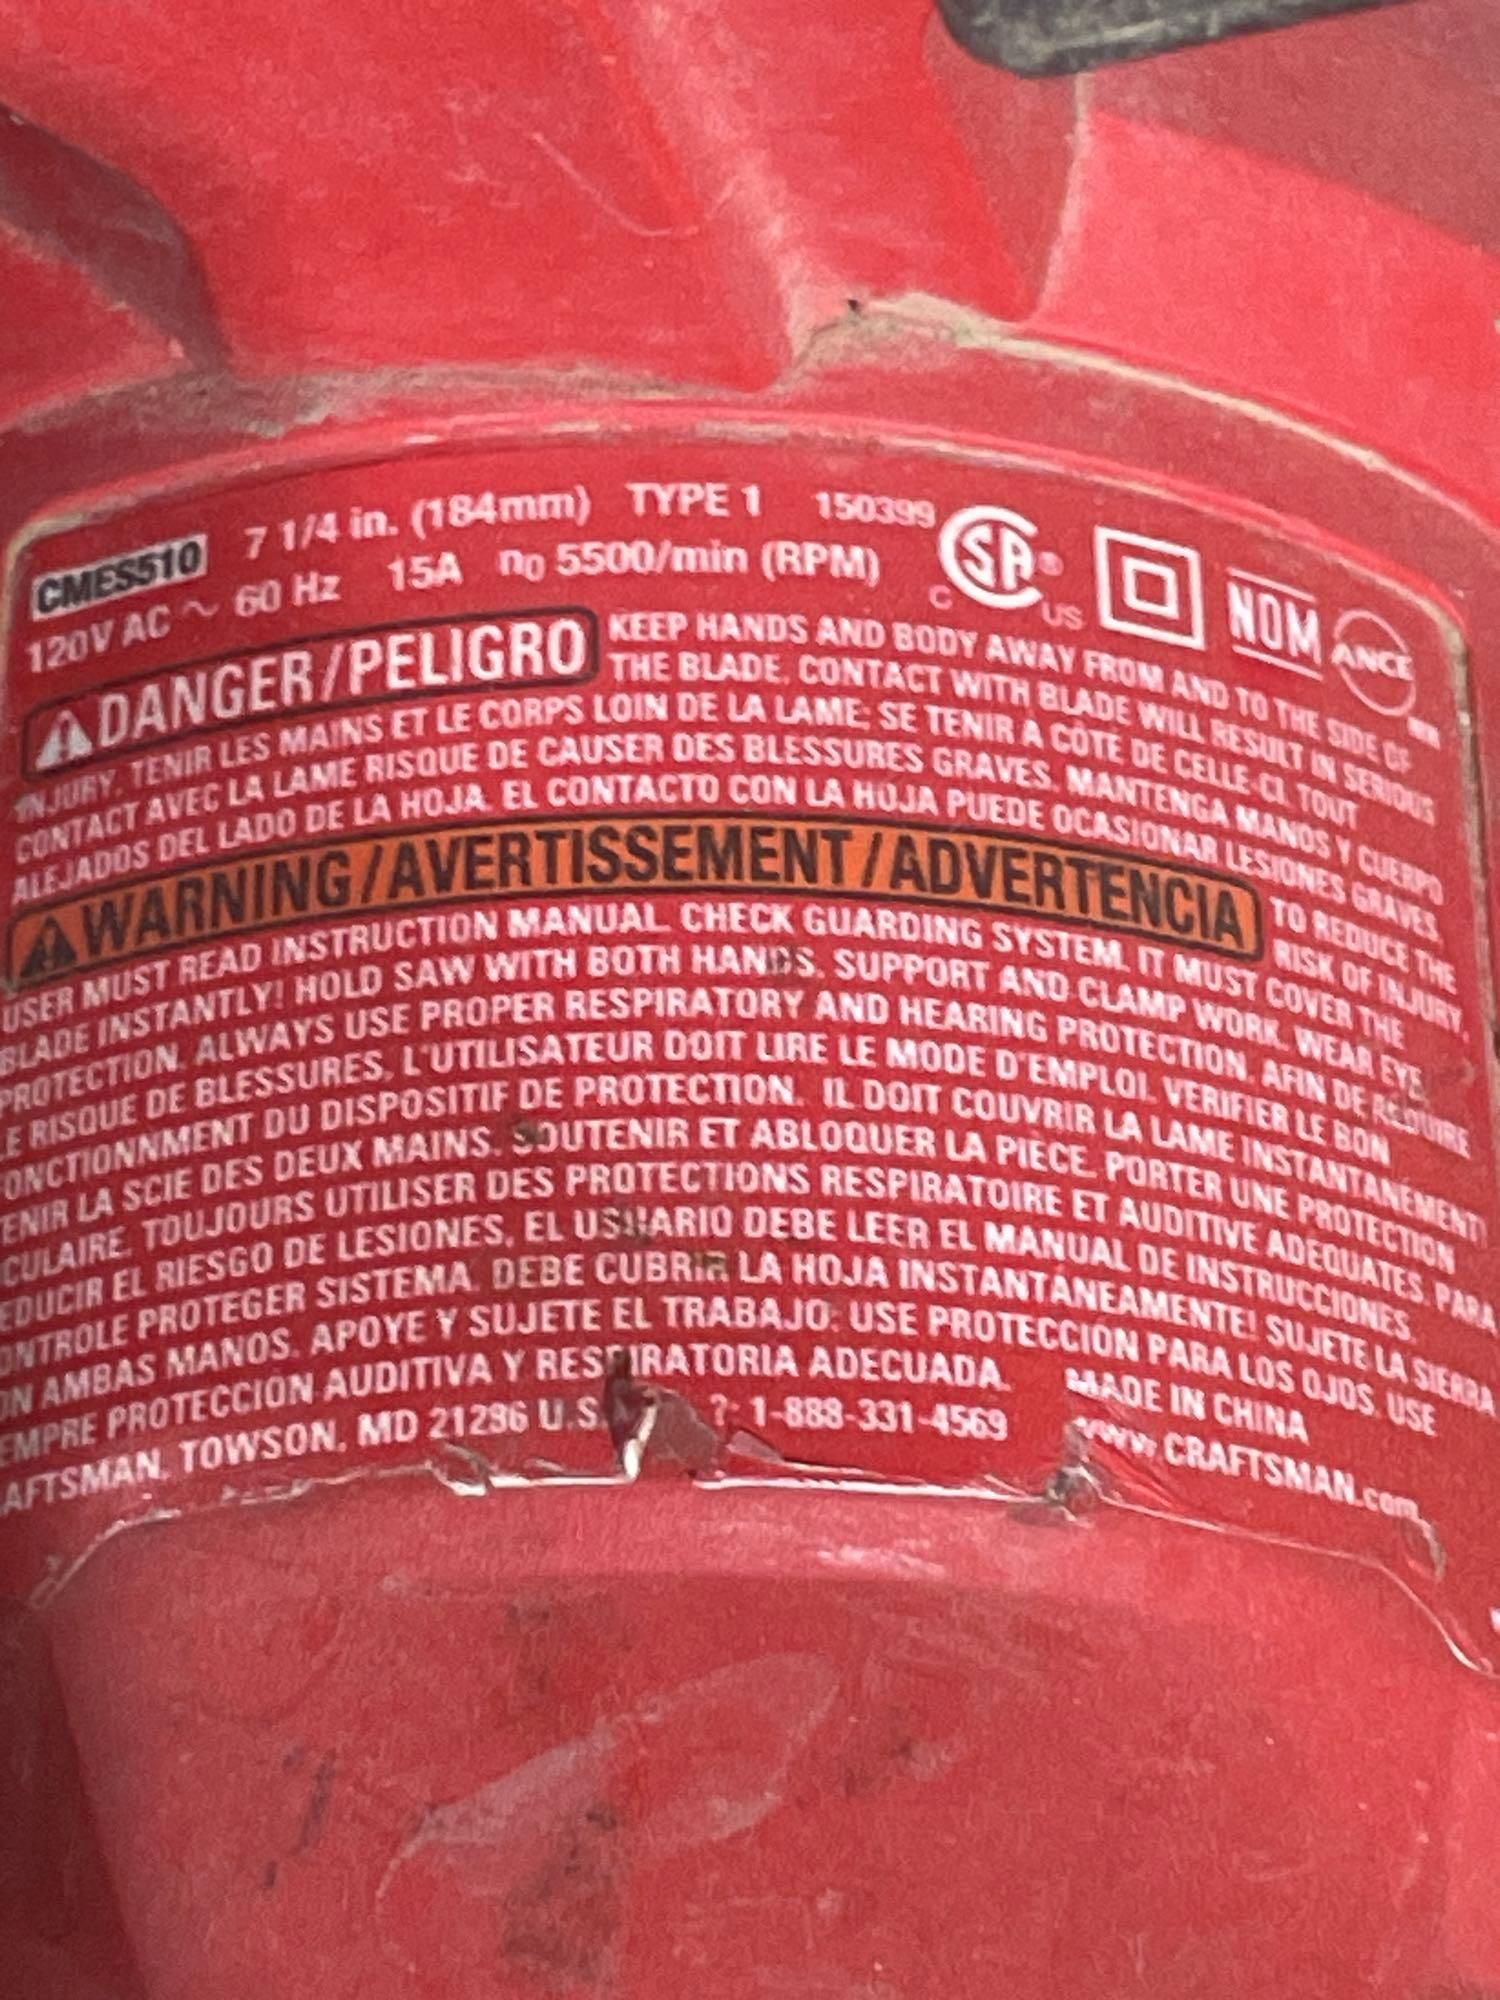 CMES510 7 1/4 in. (184mm) TYPE 1 150399
120V AC ~ 60 Hz 15A n0 5500/min (RPM)
SA® C US NOM ANCE
DANGER/PELIGRO KEEP HANDS AND BODY AWAY FROM AND TO THE SIDE OF
THE BLADE. CONTACT WITH BLADE WILL RESULT IN SERIOUS
INJURY. TENIR LES MAINS ET LE CORPS LOIN DE LA LAME; SE TENIR À CÔTÉ DE CELLE-CI. TOUT
CONTACT AVEC LA LAME RISQUE DE CAUSER DES BLESSURES GRAVES. MANTENGA MANOS Y CUERPO
ALEJADOS DEL LADO DE LA HOJA. EL CONTACTO CON LA HOJA PUEDE OCASIONAR LESIONES GRAVES.
WARNING/AVERTISSEMENT/ADVERTENCIA TO REDUCE THE
RISK OF INJURY,
USER MUST READ INSTRUCTION MANUAL. CHECK GUARDING SYSTEM. IT MUST COVER THE
BLADE INSTANTLY! HOLD SAW WITH BOTH HANDS. SUPPORT AND CLAMP WORK. WEAR EYE
PROTECTION. ALWAYS USE PROPER RESPIRATORY AND HEARING PROTECTION. AFIN DE RÉDUIRE
E RISQUE DE BLESSURES, L'UTILISATEUR DOIT LIRE LE MODE D'EMPLOI. VERIFIER LE BON
ONCTIONNMENT DU DISPOSITIF DE PROTECTION. IL DOIT COUVRIR LA LAME INSTANTANEMENT!
ENIR LA SCIE DES DEUX MAINS. SOUTENIR ET ABLOQUER LA PIECE. PORTER UNE PROTECTION
CULAIRE. TOUJOURS UTILISER DES PROTECTIONS RESPIRATOIRE ET AUDITIVE ADEQUATES. PARA
EDUCIR EL RIESGO DE LESIONES, EL USUARIO DEBE LEER EL MANUAL DE INSTRUCCIONES.
ONTROLE PROTEGER SISTEMA. DEBE CUBRIR LA HOJA INSTANTÁNEAMENTE! SUJETE LA SIERRA
ON AMBAS MANOS. APOYE Y SUJETE EL TRABAJO. USE PROTECCIÓN PARA LOS OJOS. USE
EMPRE PROTECCIÓN AUDITIVA Y RESPIRATORIA ADECUADA. MADE IN CHINA
AFTSMAN, TOWSON, MD 21286 U.S. ?: 1-888-331-4569 www.CRAFTSMAN.com